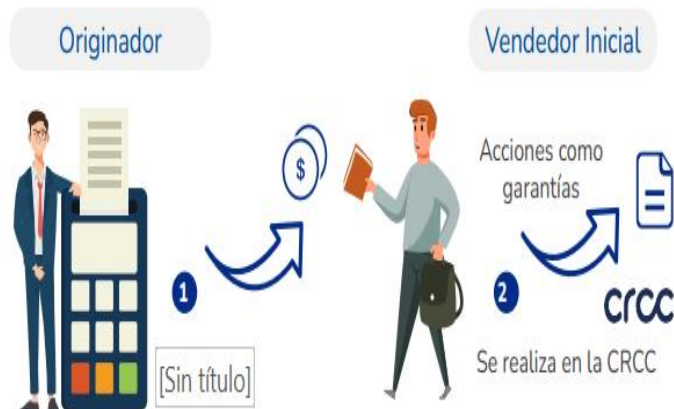 Originador
Vendedor Inicial
$
Acciones como
garantías
1
2
crcc
[Sin título]
Se realiza en la CRCC